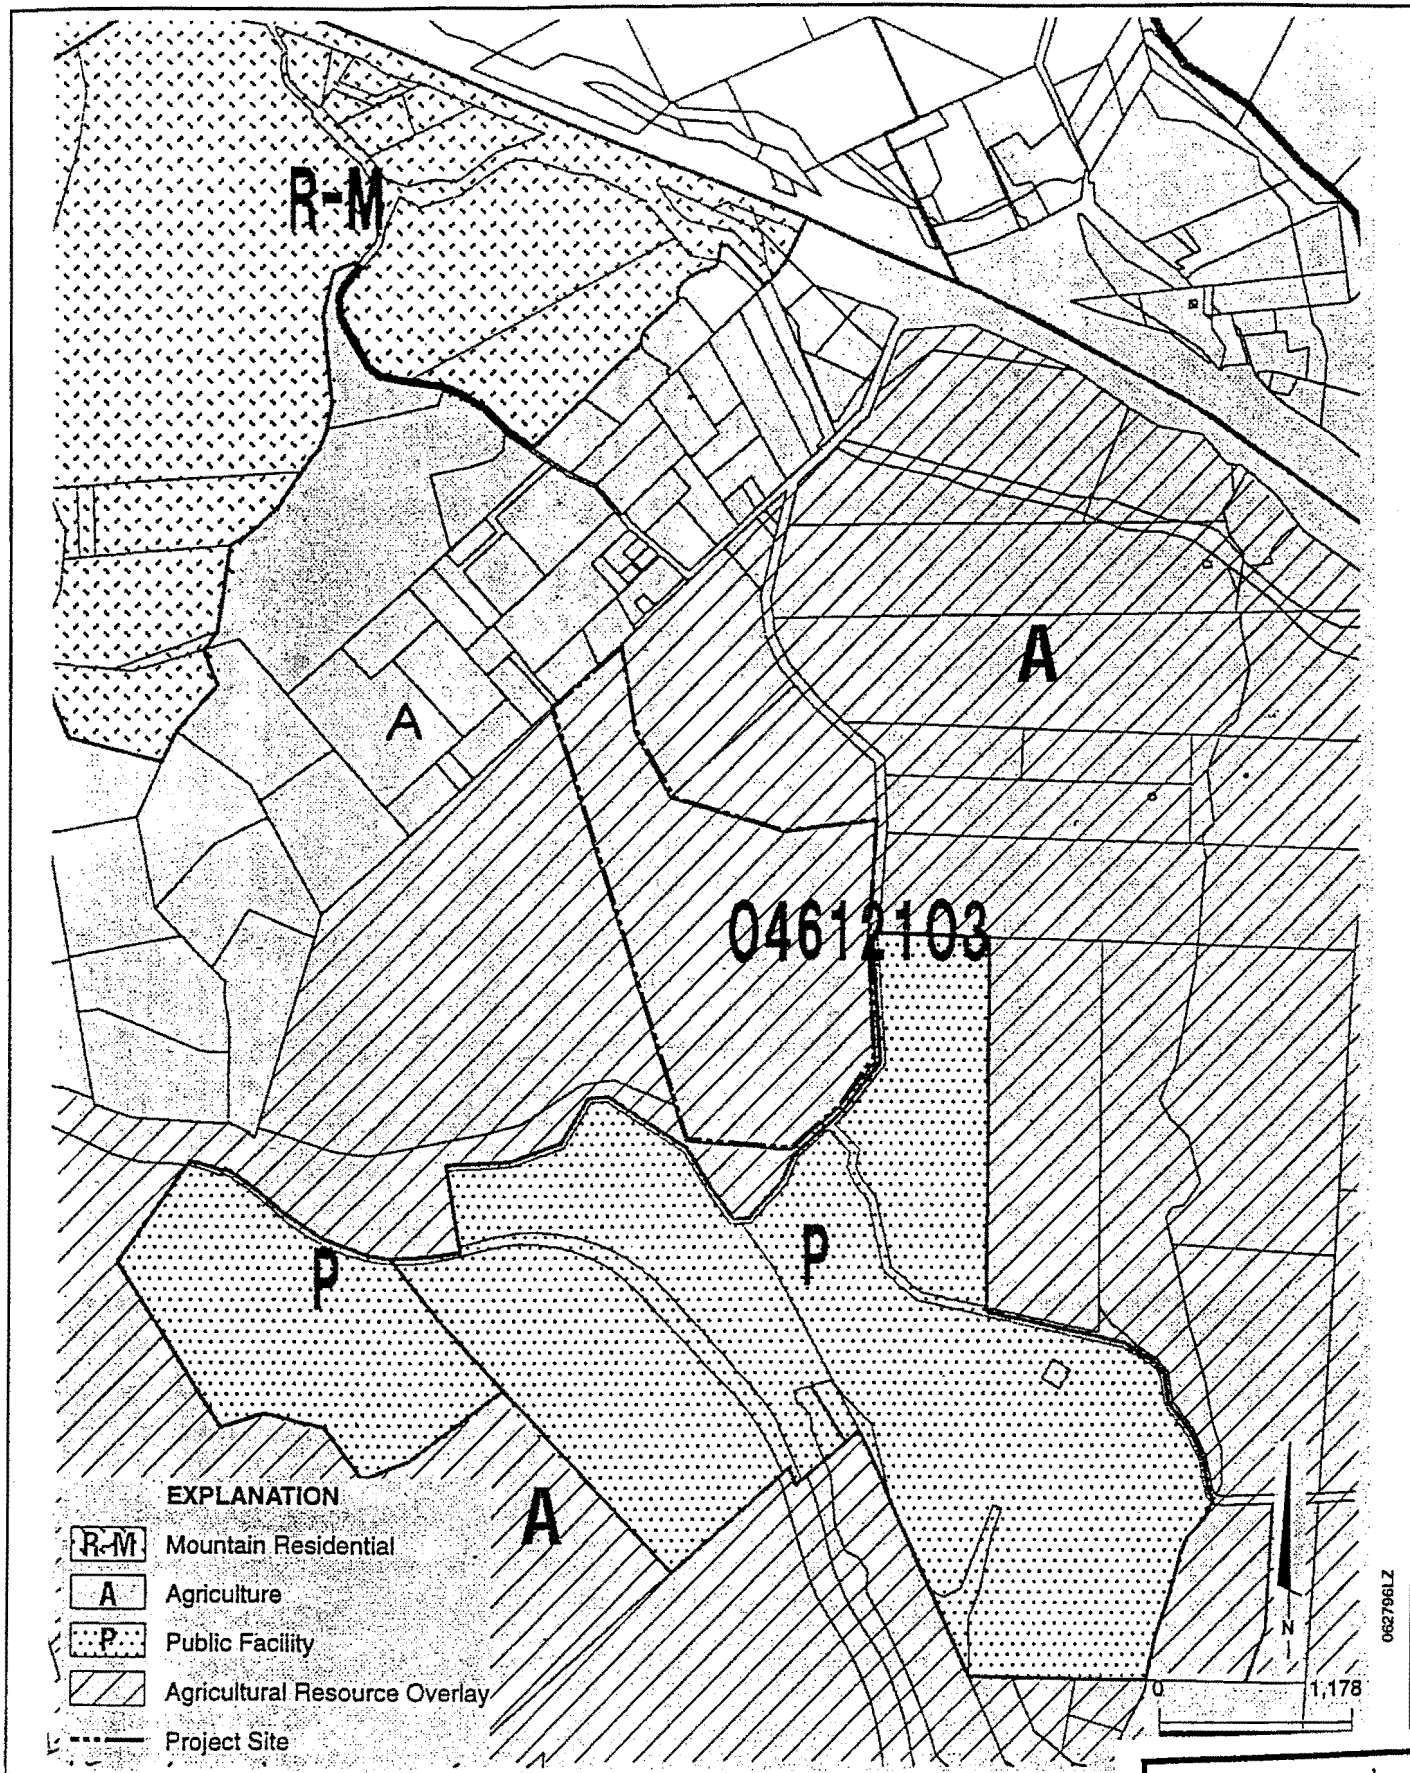 R-M
A
A
04612103
P
P
A
EXPLANATION
R-M Mountain Residential
A Agriculture
P Public Facility
Agricultural Resource Overlay
Project Site
N
0 1,178
062796LZ